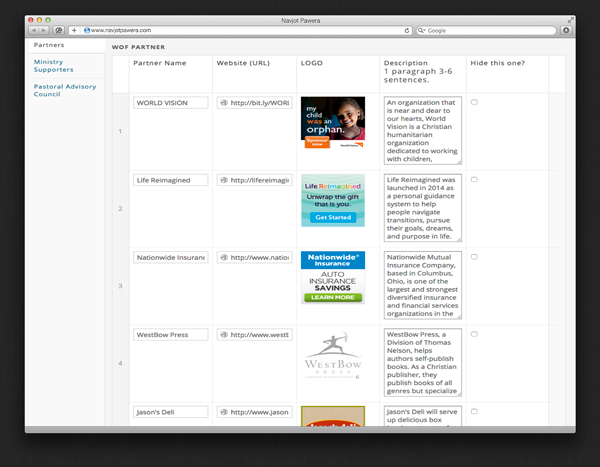 Navjot Pawera
www.navjotpawera.com
Google
Partners
Ministry
Supporters
Pastoral Advisory
Council
WOF PARTNER
Partner Name
Website (URL)
LOGO
Description
1 paragraph 3-6
sentences.
Hide this one?
1
WORLD VISION
http://bit.ly/WORI
my
child
was an
orphan.
Sponsor
now
World Vision
An organization that
is near and dear to
our hearts, World
Vision is a Christian
humanitarian
organization
dedicated to working
with children,
2
Life Reimagined
http://lifereimagi
Life Reimagined
Unwrap the gift
that is you.
Get Started
Life Reimagined was
launched in 2014 as
a personal guidance
system to help
people navigate
transitions, pursue
their goals, dreams,
and purpose in life.
3
Nationwide Insuranc
http://www.nation
Nationwide®
Insurance
AUTO
INSURANCE
SAVINGS
LEARN MORE
Nationwide Mutual
Insurance Company,
based in Columbus,
Ohio, is one of the
largest and strongest
diversified insurance
and financial services
organizations in the
4
WestBow Press
http://www.westl
WESTBOW
PRESS
WestBow Press, a
Division of Thomas
Nelson, helps
authors self-publish
books. As a Christian
publisher, they
publish books of all
genres but specialize
Jason's Deli
http://www.jason
Jason's Deli will serve
up delicious box